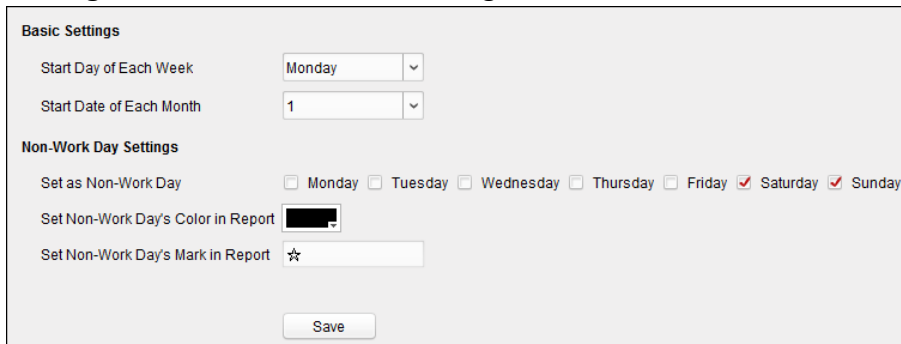 Basic Settings
Start Day of Each Week Monday
Start Date of Each Month 1
Non-Work Day Settings
Set as Non-Work Day Monday Tuesday Wednesday Thursday Friday Saturday Sunday
Set Non-Work Day's Color in Report
Set Non-Work Day's Mark in Report ☆
Save